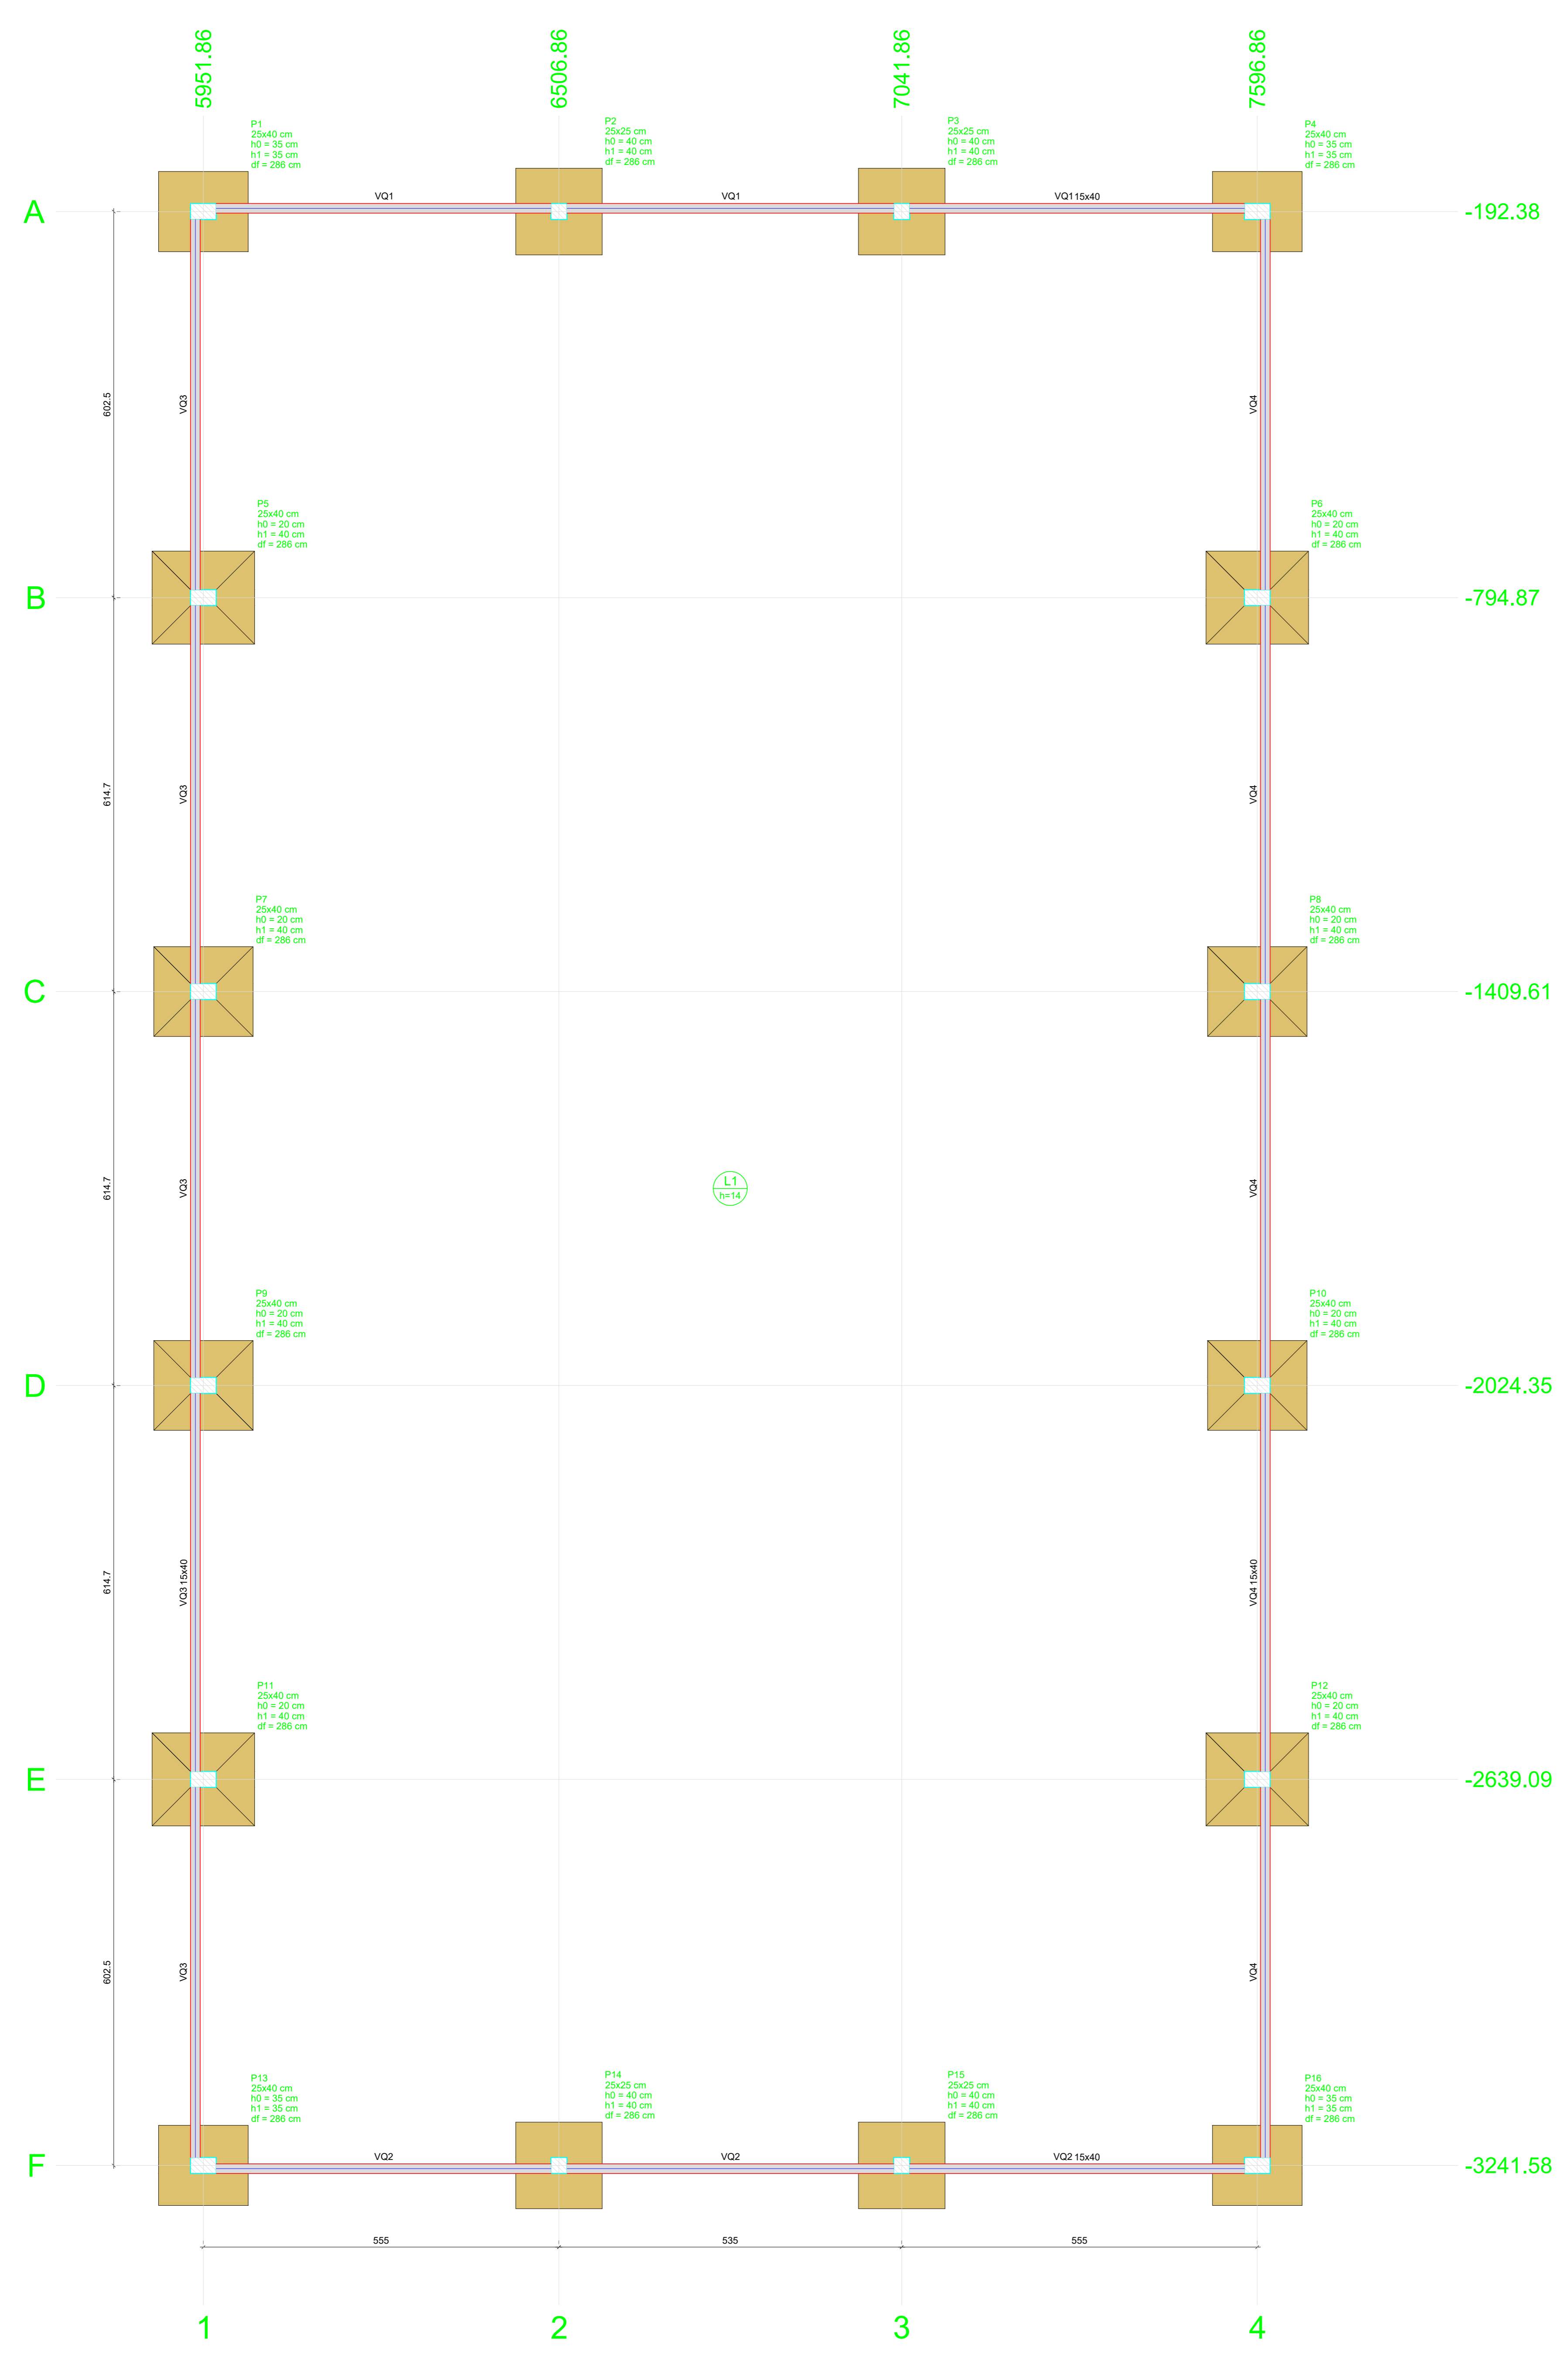 5951.86
6506.86
7041.86
7596.86
P1
25x40 cm
h0 = 35 cm
h1 = 35 cm
df = 286 cm
P2
25x25 cm
h0 = 40 cm
h1 = 40 cm
df = 286 cm
P3
25x25 cm
h0 = 40 cm
h1 = 40 cm
df = 286 cm
P4
25x40 cm
h0 = 35 cm
h1 = 35 cm
df = 286 cm
A
VQ1
VQ1
VQ1 15x40
-192.38
602.5
VQ3
VQ4
P5
25x40 cm
h0 = 20 cm
h1 = 40 cm
df = 286 cm
P6
25x40 cm
h0 = 20 cm
h1 = 40 cm
df = 286 cm
B
-794.87
614.7
VQ3
VQ4
P7
25x40 cm
h0 = 20 cm
h1 = 40 cm
df = 286 cm
P8
25x40 cm
h0 = 20 cm
h1 = 40 cm
df = 286 cm
C
-1409.61
614.7
VQ3
L1
h=14
VQ4
P9
25x40 cm
h0 = 20 cm
h1 = 40 cm
df = 286 cm
P10
25x40 cm
h0 = 20 cm
h1 = 40 cm
df = 286 cm
D
-2024.35
614.7
VQ3 15x40
VQ4 15x40
P11
25x40 cm
h0 = 20 cm
h1 = 40 cm
df = 286 cm
P12
25x40 cm
h0 = 20 cm
h1 = 40 cm
df = 286 cm
E
-2639.09
602.5
VQ3
VQ4
P13
25x40 cm
h0 = 35 cm
h1 = 35 cm
df = 286 cm
P14
25x25 cm
h0 = 40 cm
h1 = 40 cm
df = 286 cm
P15
25x25 cm
h0 = 40 cm
h1 = 40 cm
df = 286 cm
P16
25x40 cm
h0 = 35 cm
h1 = 35 cm
df = 286 cm
F
VQ2
VQ2
VQ2 15x40
-3241.58
555
535
555
1
2
3
4